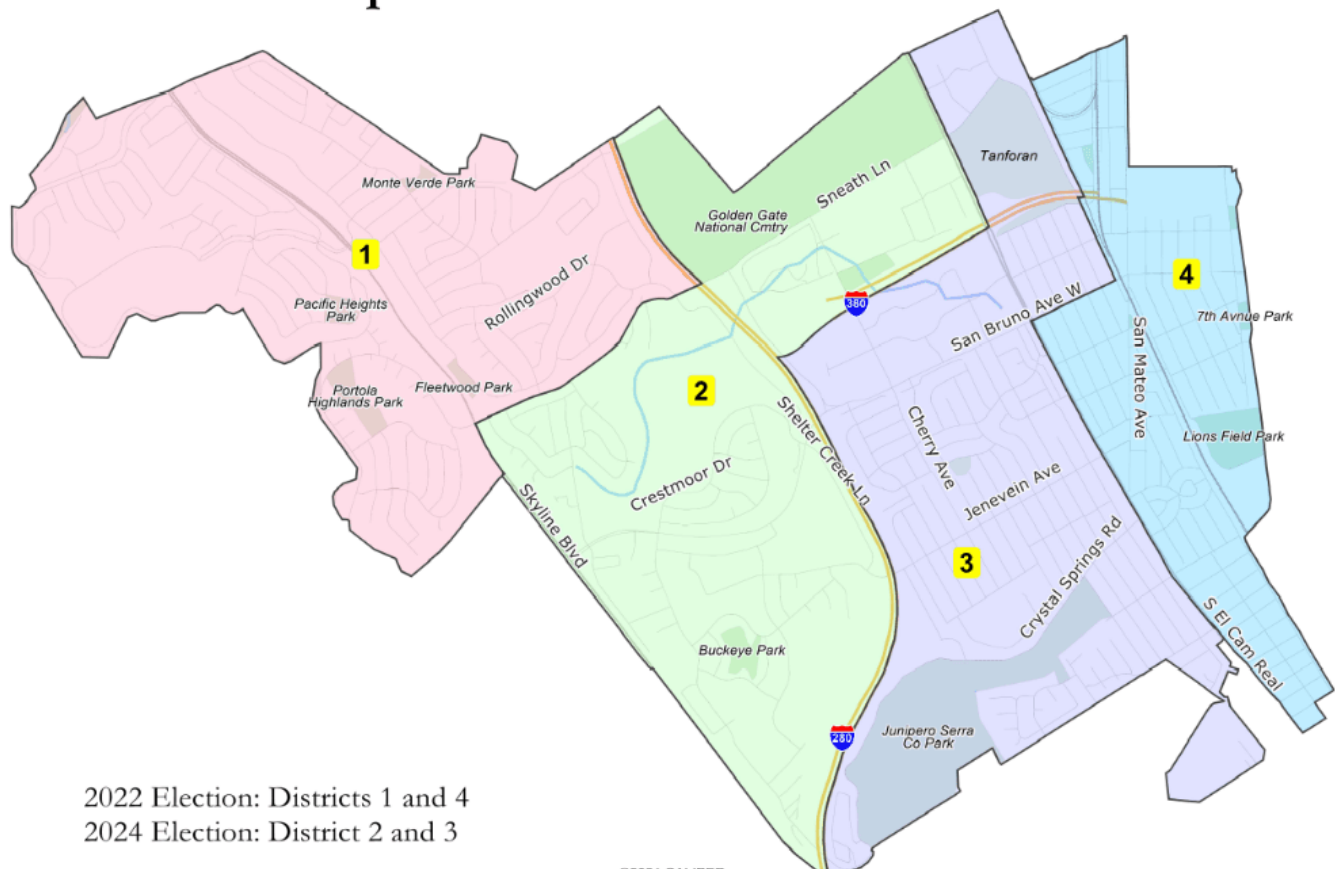 Tanforan
Monte Verde Park
Sneath Ln
Golden Gate
National Cmtry
1
4
Rollingwood Dr
380
Pacific Heights
Park
San Bruno Ave W
7th Avnue Park
San Mateo Ave
Portola
Highlands Park
Fleetwood Park
2
Shelter Creek Ln
Cherry Ave
Lions Field Park
Crestmoor Dr
Jenevein Ave
Skyline Blvd
3
Crystal Springs Rd
S El Cam Real
Buckeye Park
280
Junipero Serra
Co Park
2022 Election: Districts 1 and 4
2024 Election: District 2 and 3